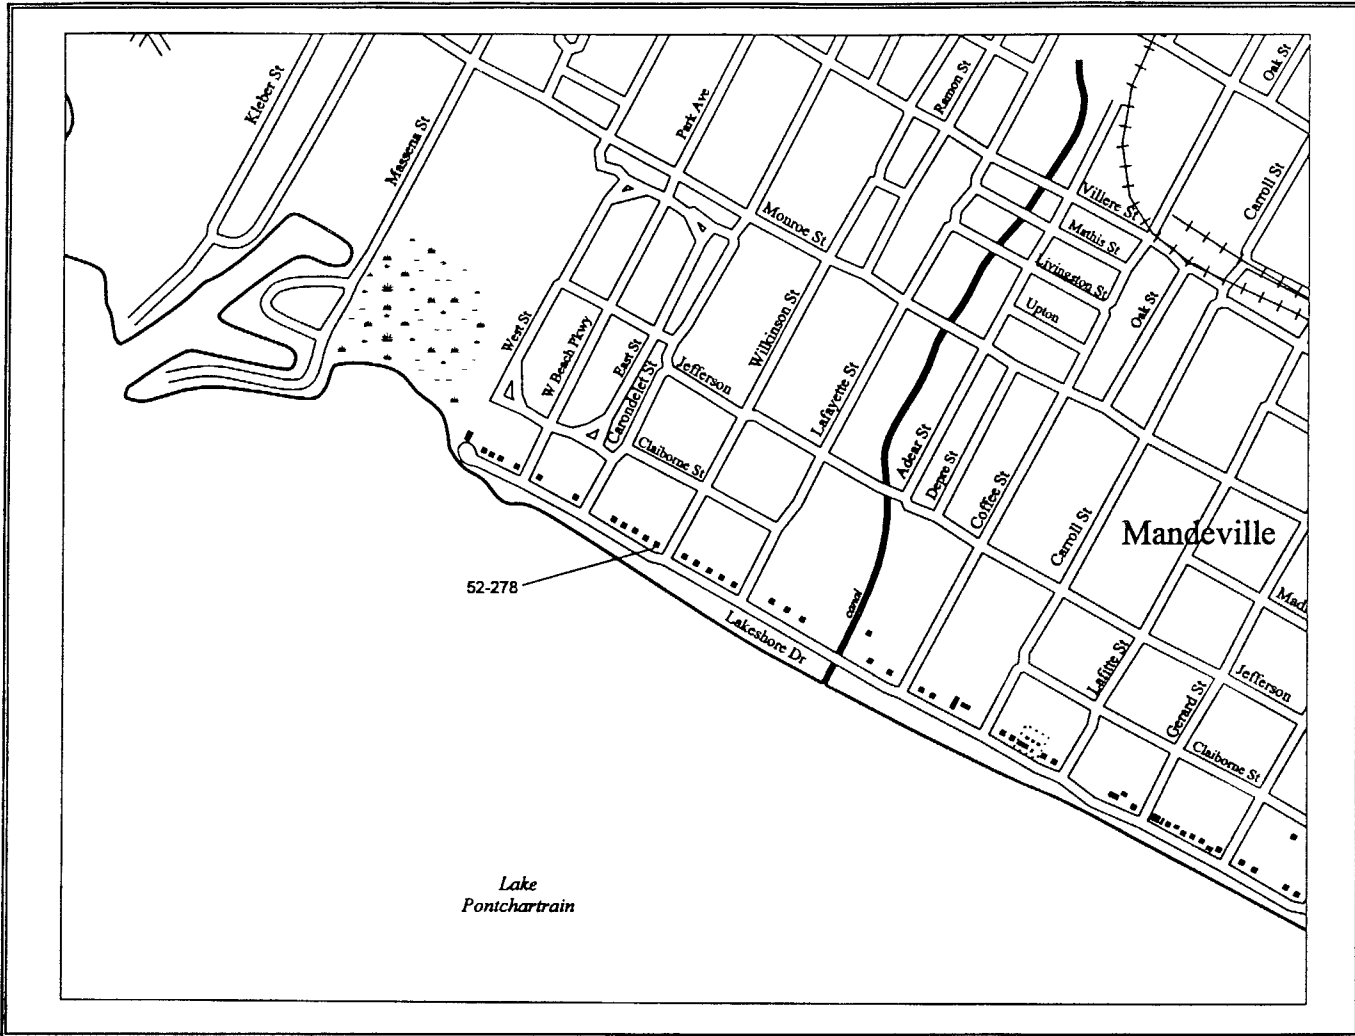 Kleber St
Massena St
Park Ave
Ramon St
Oak St
Carroll St
Villere St
Mathis St
Livingston St
Upton
Oak St
Monroe St
Wilkinson St
West St
W Beach Pkwy
East St
Carondelet St
Jefferson
Lafayette St
Claiborne St
Adear St
Depre St
Coffee St
Carroll St
Mandeville
52-278
canal
Lakeshore Dr
Lafitte St
Gerard St
Jefferson
Claiborne St
Lake
Pontchartrain